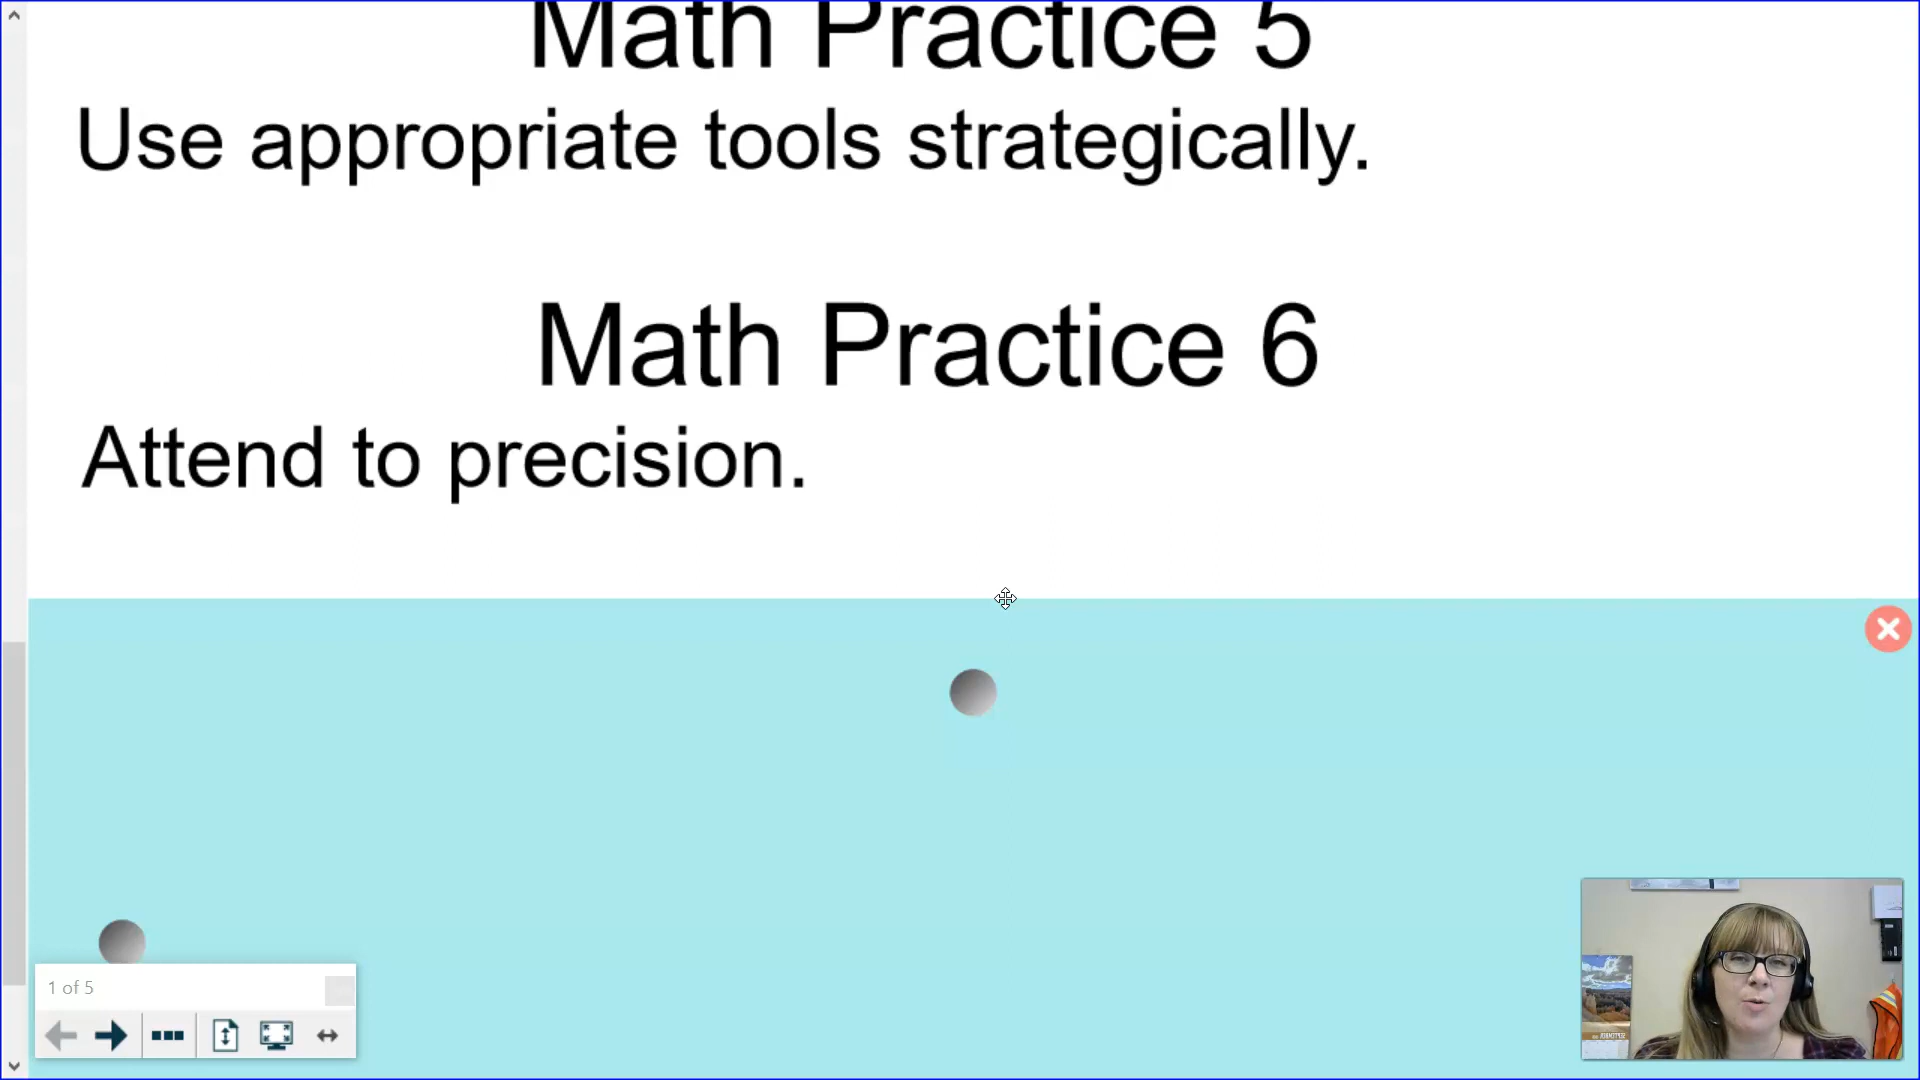 Math Practice 5
Use appropriate tools strategically.
Math Practice 6
Attend to precision.
1 of 5